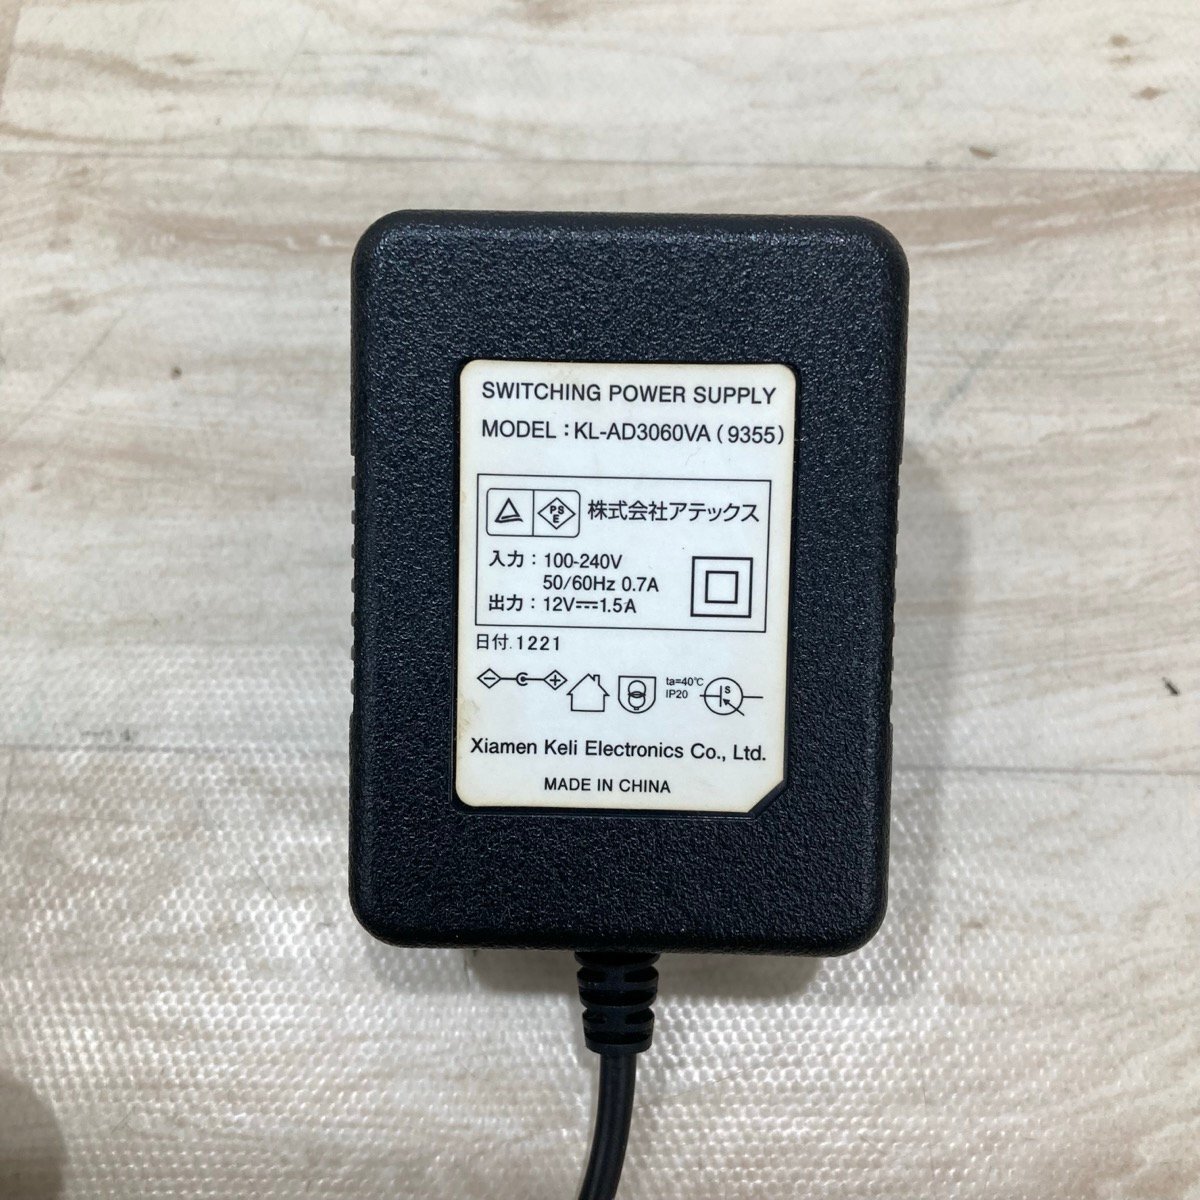 SWITCHING POWER SUPPLY
MODEL : KL-AD3060VA ( 9355 )
PSE 株式会社アテックス
入力 : 100-240V
50/60Hz 0.7A
出力 : 12V⎓1.5A
日付. 1221
ta=40℃
IP20
S
Xiamen Keli Electronics Co., Ltd.
MADE IN CHINA